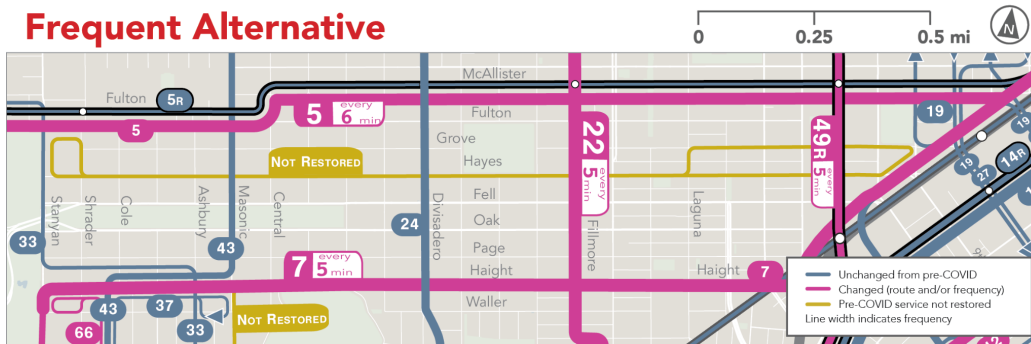 Frequent Alternative
0 0.25 0.5 mi
N
McAllister
Fulton
5R
5
5 every 6 min
Fulton
19
Grove
Hayes
NOT RESTORED
22 every 5 min
49R every 5 min
19
19
27
14R
Stanyan
Shrader
Cole
Ashbury
Masonic
Central
Divisadero
Fell
Oak
Page
Haight
Fillmore
Laguna
33
43
24
7 every 5 min
Haight
7
Waller
43
37
33
66
NOT RESTORED
Unchanged from pre-COVID
Changed (route and/or frequency)
Pre-COVID service not restored
Line width indicates frequency